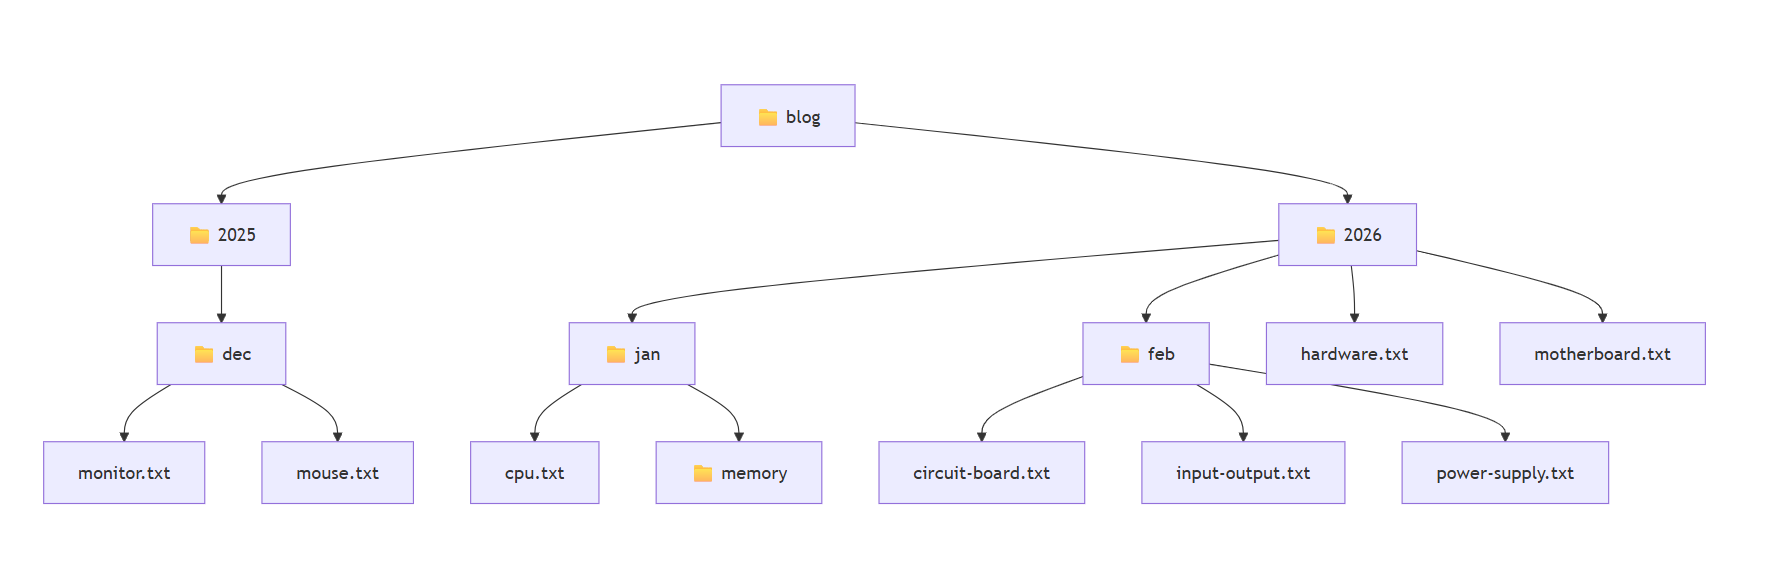 blog
2025
2026
dec
jan
feb
hardware.txt
motherboard.txt
monitor.txt
mouse.txt
cpu.txt
memory
circuit-board.txt
input-output.txt
power-supply.txt